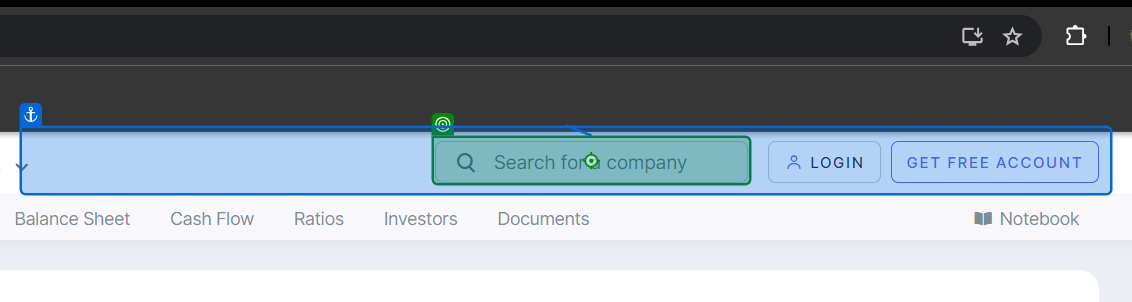 Search for a company
LOGIN
GET FREE ACCOUNT
Balance Sheet
Cash Flow
Ratios
Investors
Documents
Notebook